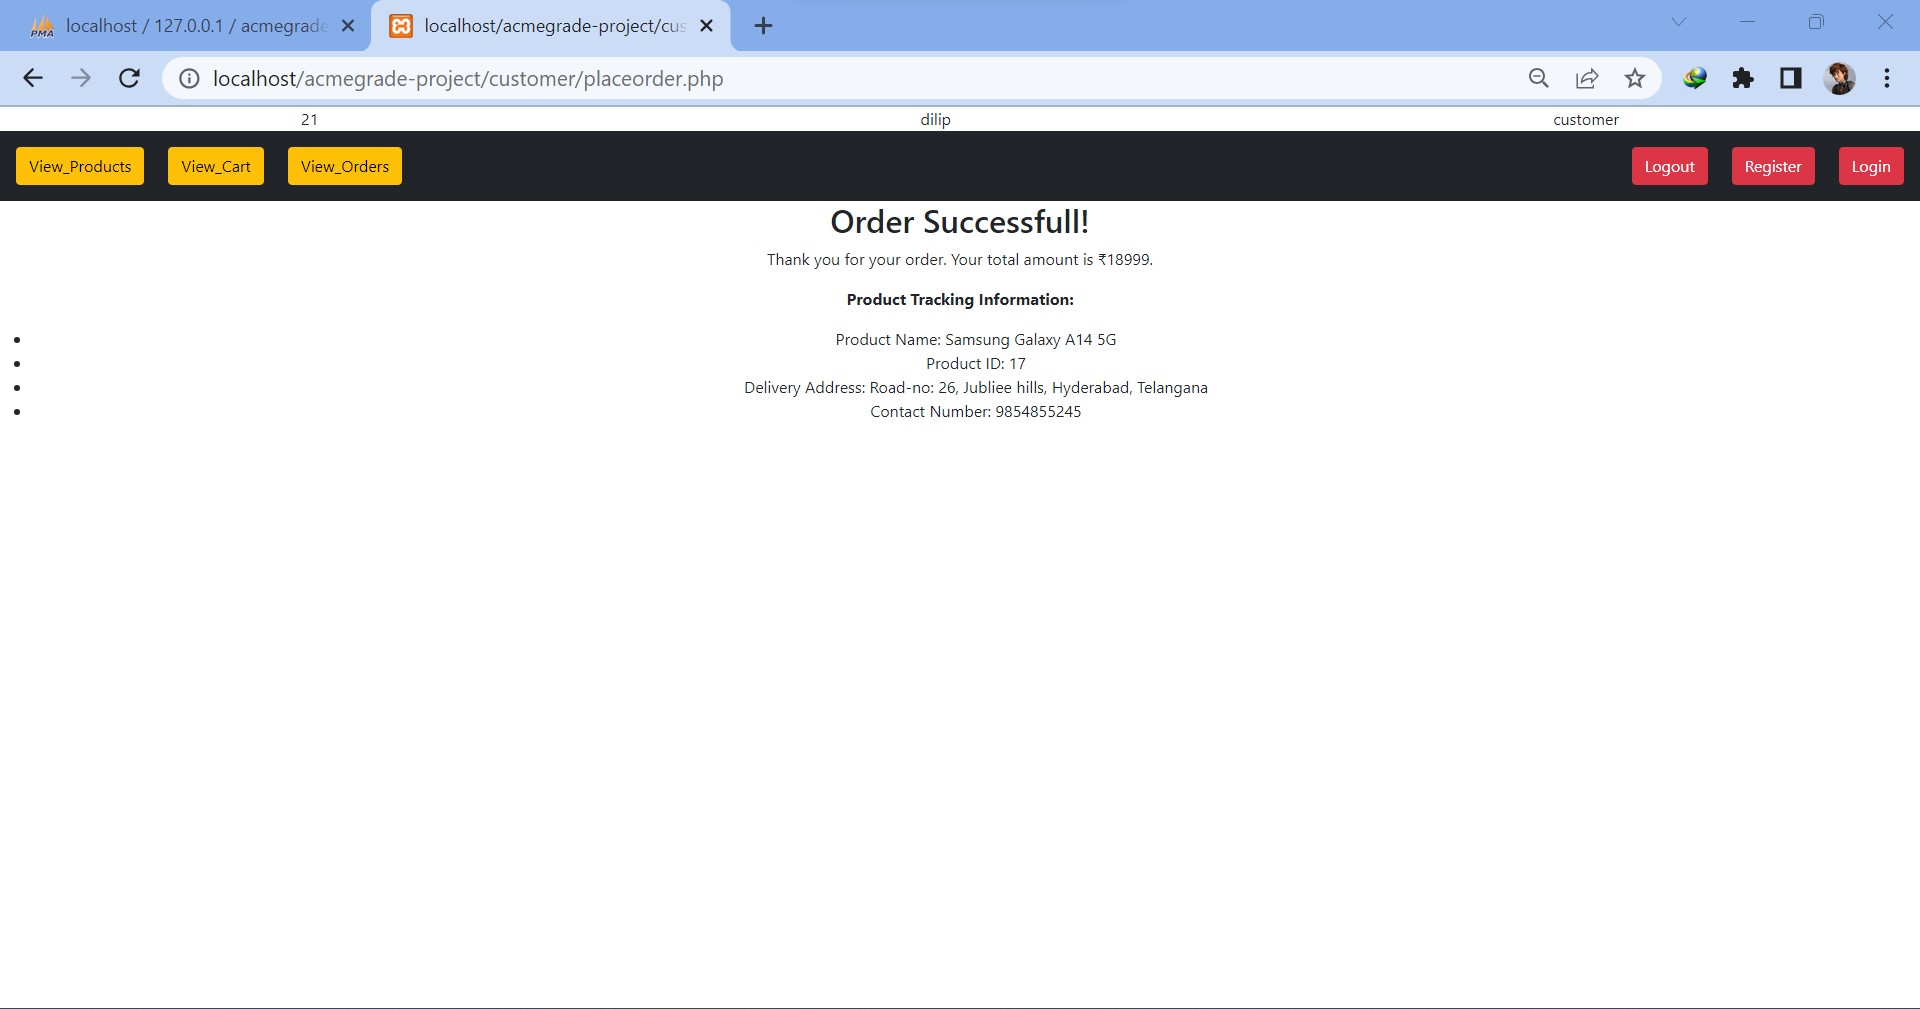 PMA localhost / 127.0.0.1 / acmegrade
localhost/acmegrade-project/cus
localhost/acmegrade-project/customer/placeorder.php
21 dilip customer
View_Products View_Cart View_Orders Logout Register Login
Order Successfull!
Thank you for your order. Your total amount is ₹18999.
Product Tracking Information:
Product Name: Samsung Galaxy A14 5G
Product ID: 17
Delivery Address: Road-no: 26, Jubliee hills, Hyderabad, Telangana
Contact Number: 9854855245